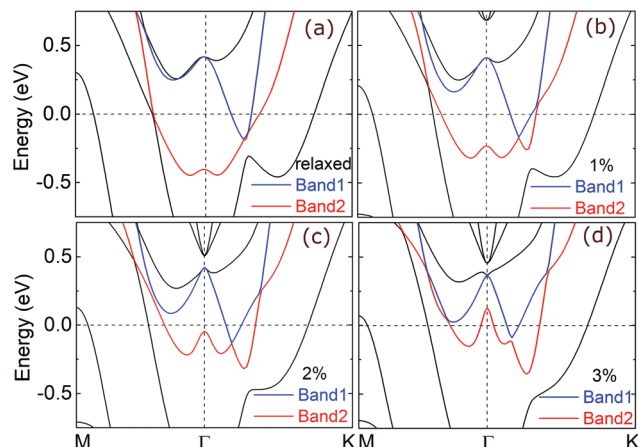 (a)
(b)
Energy (eV)
0.5
0.0
-0.5
relaxed
Band1
Band2
1%
Band1
Band2
(c)
(d)
Energy (eV)
0.5
0.0
-0.5
2%
Band1
Band2
3%
Band1
Band2
M Γ K M Γ K